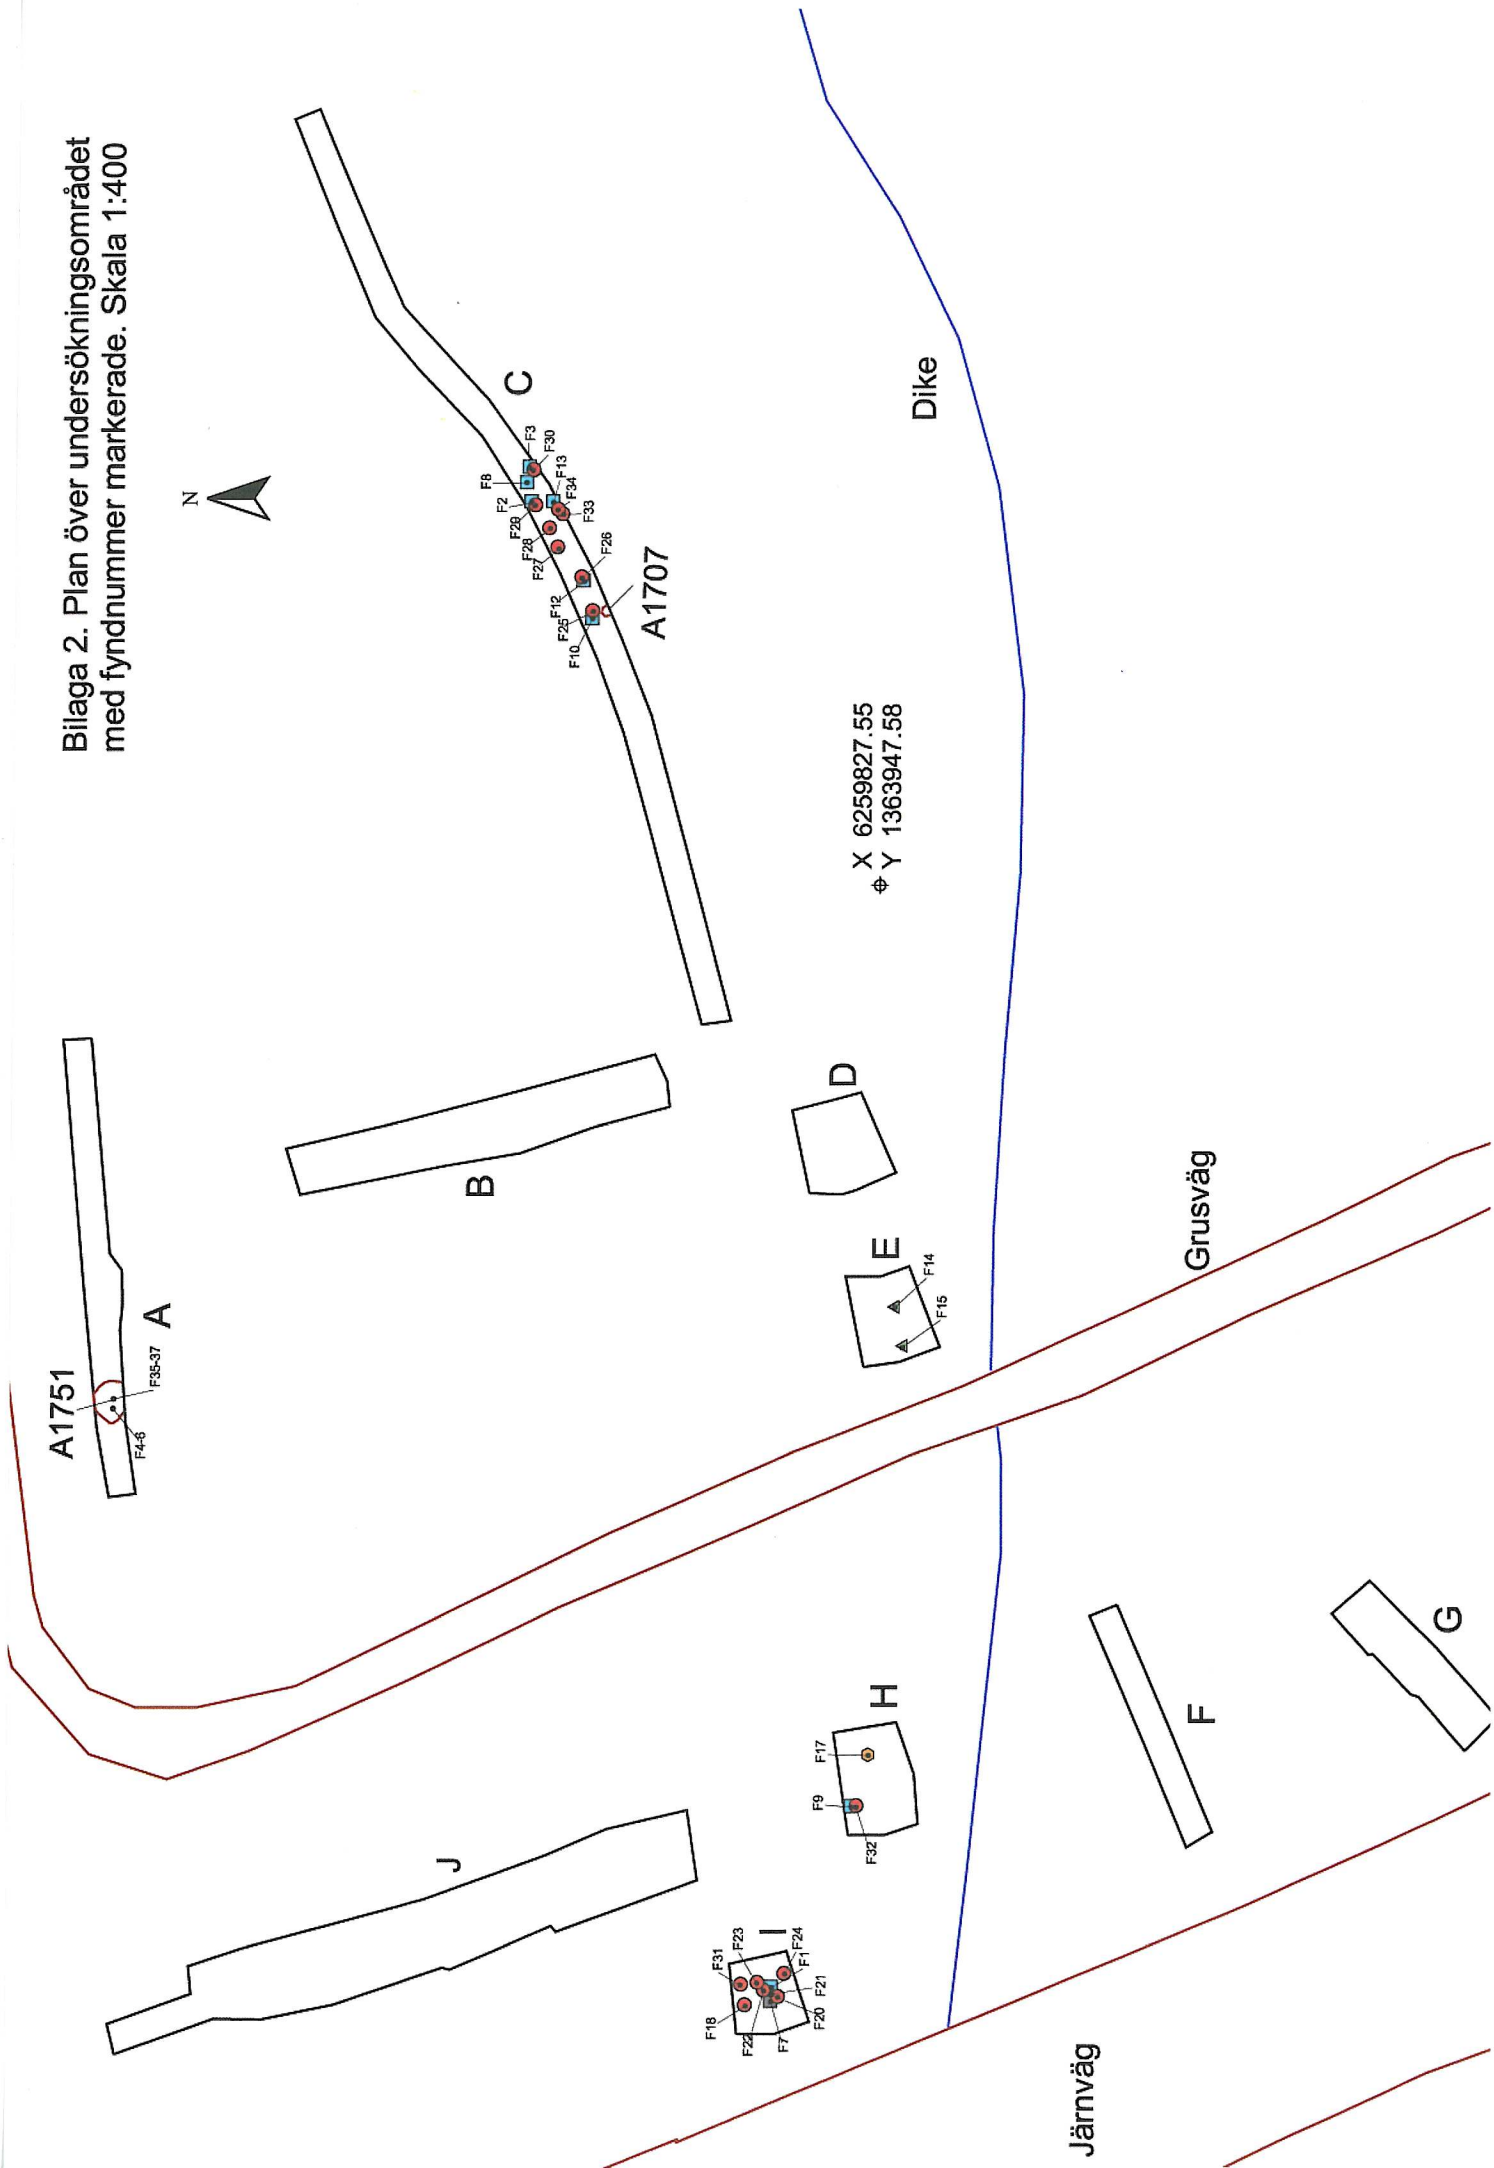 Bilaga 2. Plan över undersökningsområdet
med fyndnummer markerade. Skala 1:400
N
A1751
F4-6
F35-37
A
B
C
F3
F30
F8
F13
F2
F34
F29
F33
F28
F27
F26
F12
F25
F10
A1707
X 6259827.55
Y 1363947.58
Dike
D
E
F14
F15
Grusväg
J
H
F17
F9
F32
I
F31
F23
F24
F1
F18
F21
F22
F7
F20
F
G
Järnväg